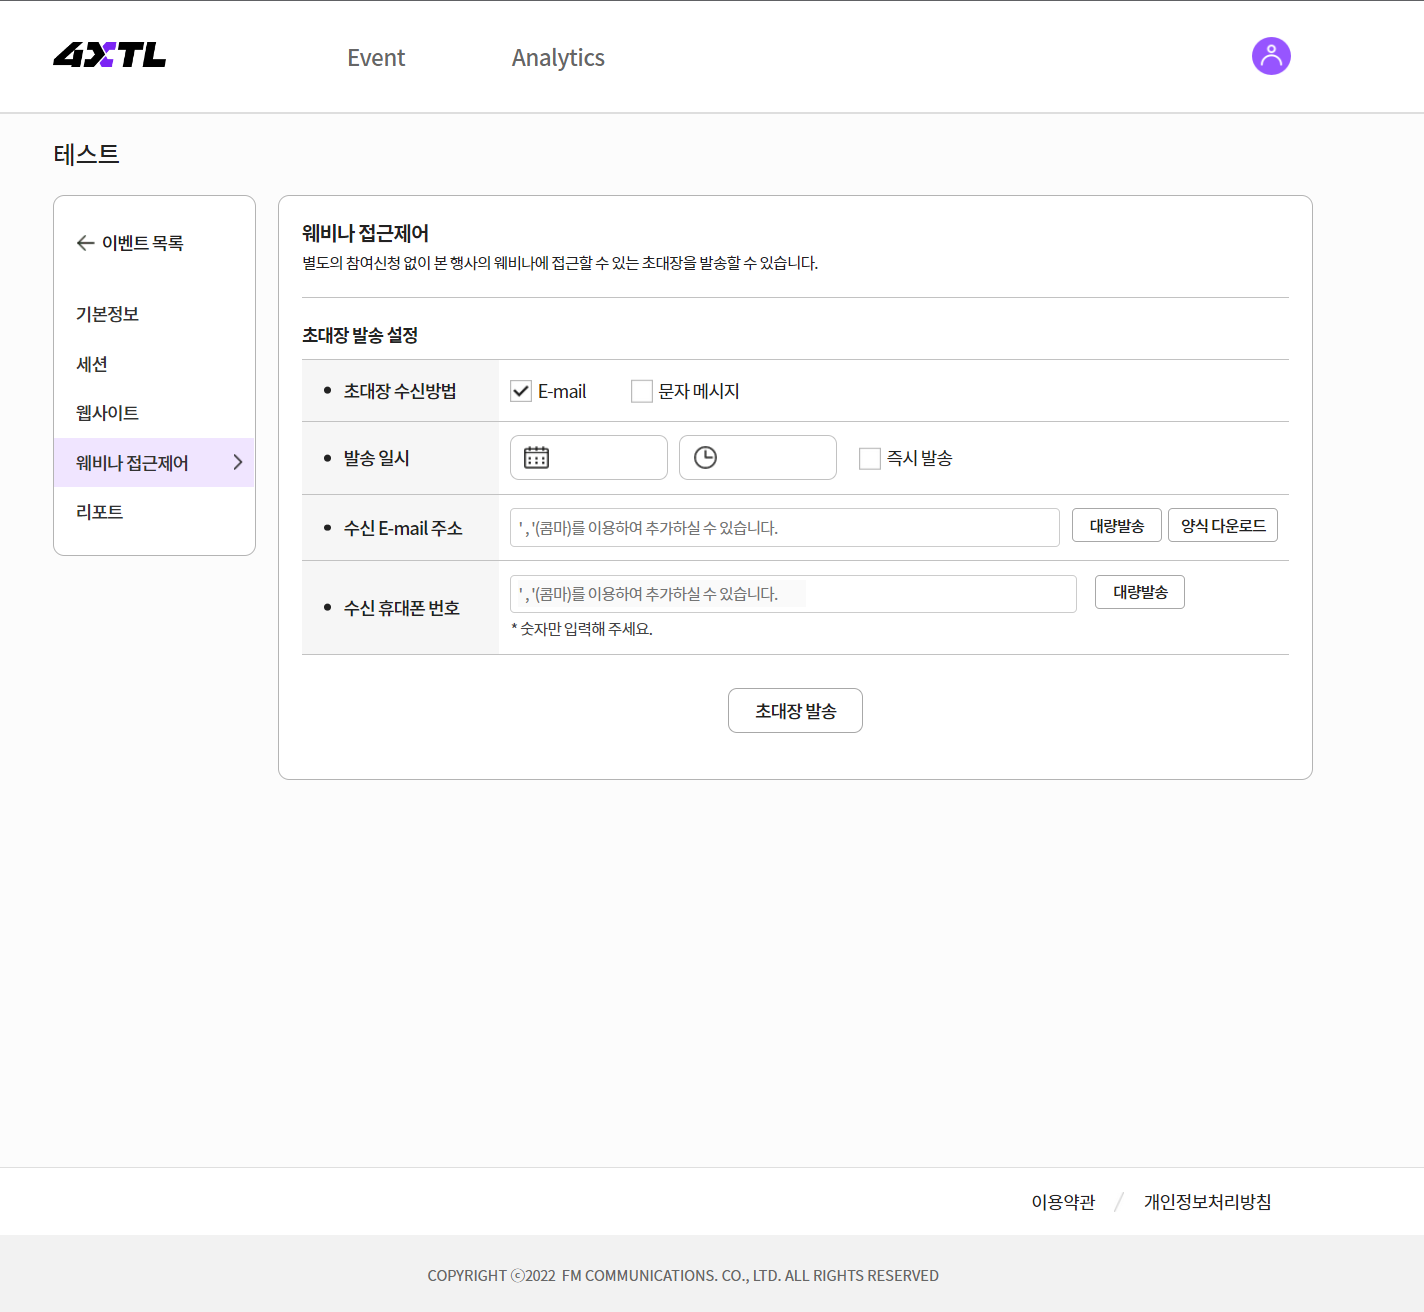 4XTL
Event
Analytics
테스트
이벤트 목록
기본정보
세션
웹사이트
웨비나 접근제어
리포트
웨비나 접근제어
별도의 참여신청 없이 본 행사의 웨비나에 접근할 수 있는 초대장을 발송할 수 있습니다.
초대장 발송 설정
• 초대장 수신방법
E-mail
문자 메시지
• 발송 일시
즉시 발송
• 수신 E-mail 주소
' , '(콤마)를 이용하여 추가하실 수 있습니다.
대량발송
양식 다운로드
• 수신 휴대폰 번호
' , '(콤마)를 이용하여 추가하실 수 있습니다.
대량발송
* 숫자만 입력해 주세요.
초대장 발송
이용약관 / 개인정보처리방침
COPYRIGHT ⓒ2022 FM COMMUNICATIONS. CO., LTD. ALL RIGHTS RESERVED